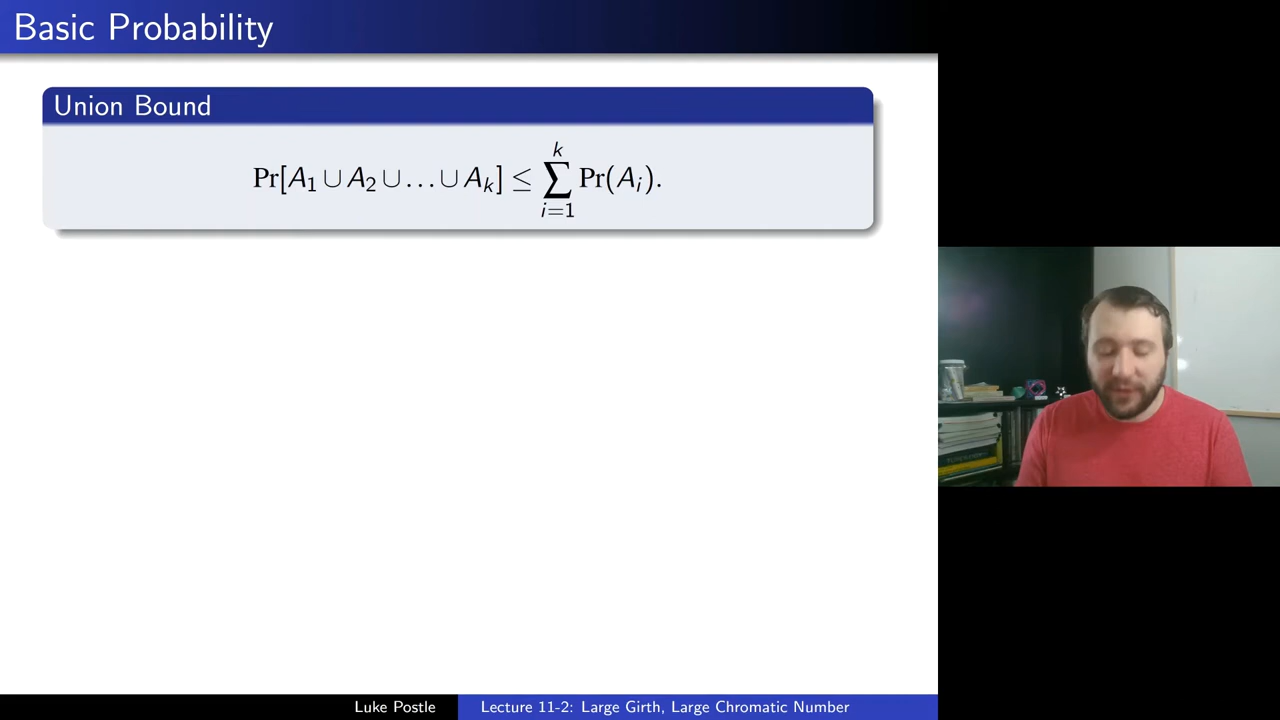 Basic Probability
Union Bound
Pr[A₁ ∪ A₂ ∪ … ∪ Aₖ] ≤ ∑ᵢ₌₁ᵏ Pr(Aᵢ).
Luke Postle
Lecture 11-2: Large Girth, Large Chromatic Number